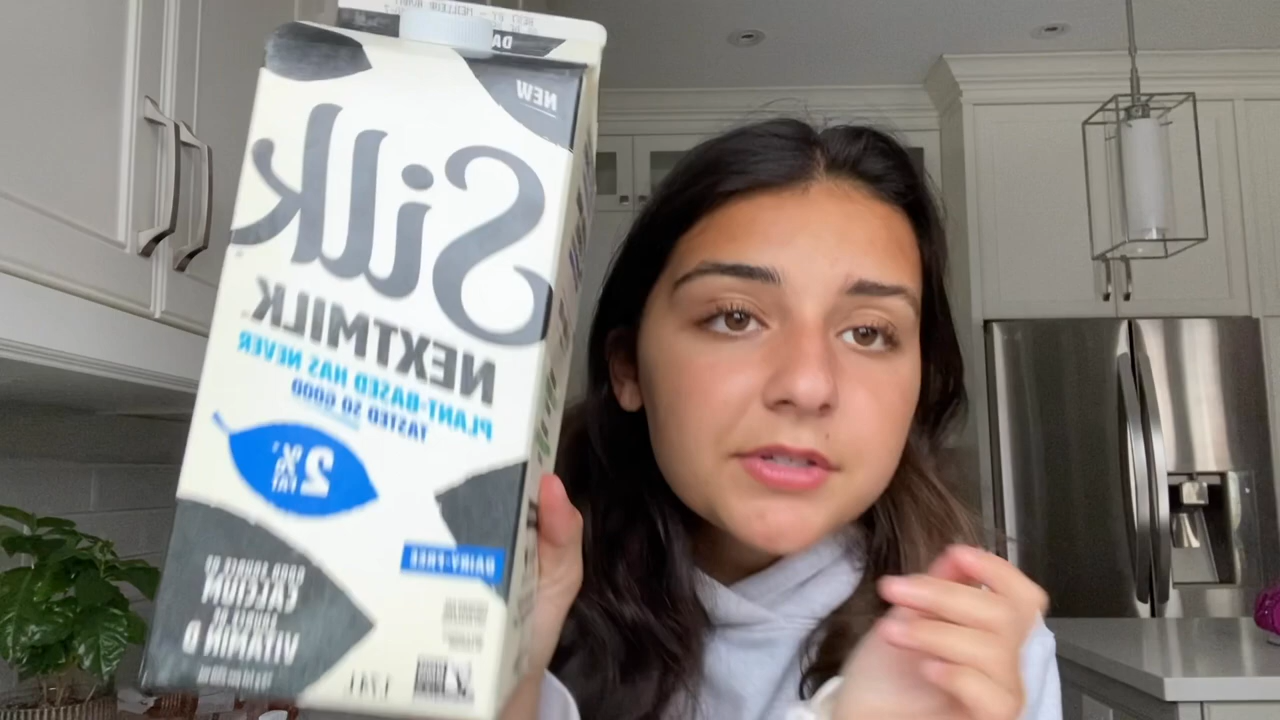 NEW
Silk
NEXTMILK
PLANT-BASED HAS NEVER
TASTED SO GOOD
2%
FAT
DAIRY-FREE
GOOD SOURCE OF
CALCIUM
SOURCE OF
VITAMIN D